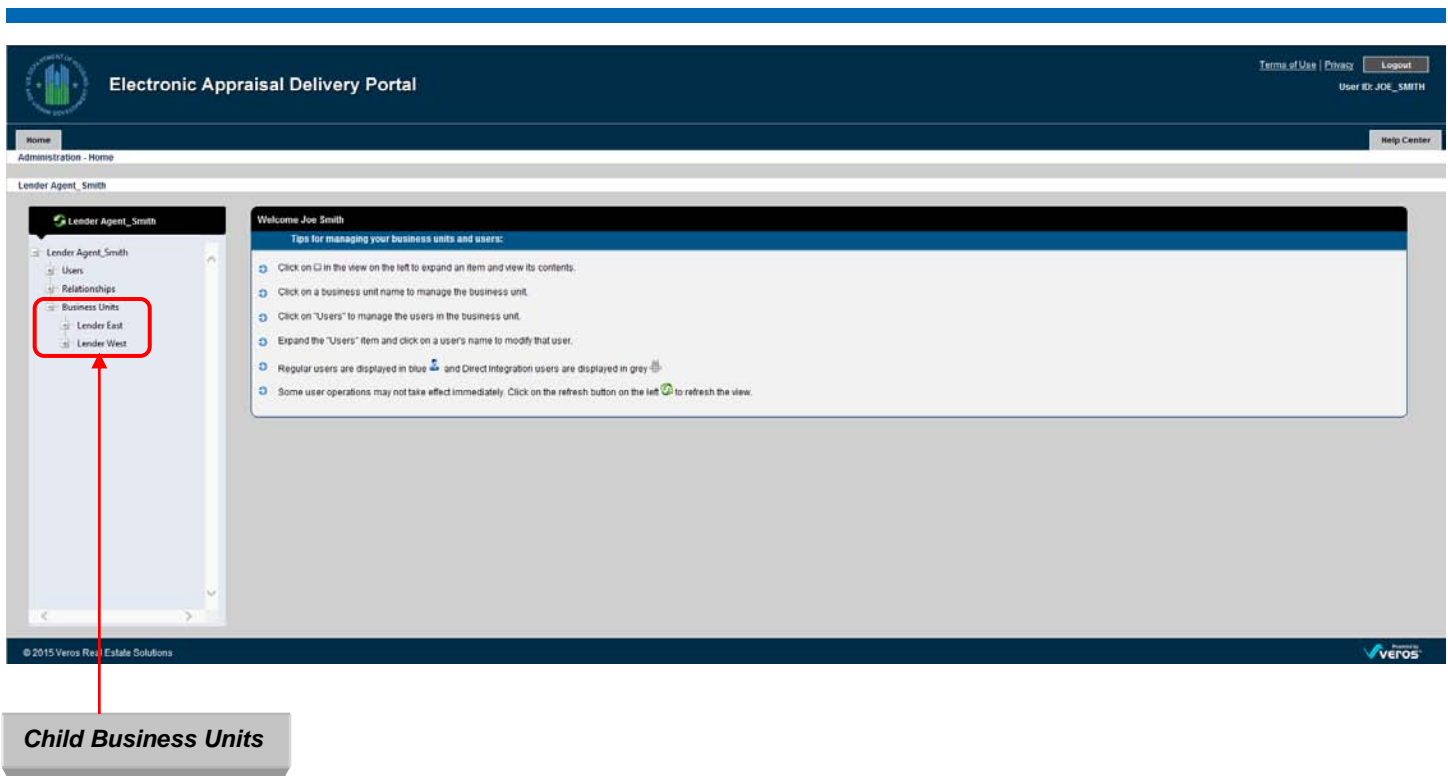 Electronic Appraisal Delivery Portal
Terms of Use | Privacy Logout
User ID: JOE_SMITH
Home
Help Center
Administration - Home
Lender Agent_Smith
Lender Agent_Smith
Lender Agent_Smith
Users
Relationships
Business Units
Lender East
Lender West
Welcome Joe Smith
Tips for managing your business units and users:
Click on in the view on the left to expand an item and view its contents.
Click on a business unit name to manage the business unit.
Click on "Users" to manage the users in the business unit.
Expand the "Users" item and click on a user's name to modify that user.
Regular users are displayed in blue and Direct Integration users are displayed in grey
Some user operations may not take effect immediately. Click on the refresh button on the left to refresh the view.
© 2015 Veros Real Estate Solutions
Powered by
veros
Child Business Units